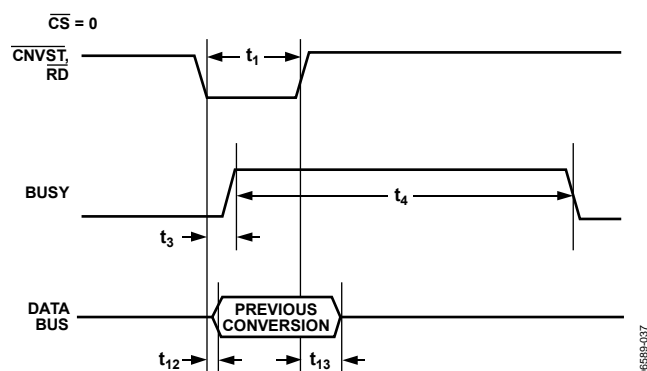 CS = 0
CNVST,
RD
t1
BUSY
t4
t3
DATA
BUS
PREVIOUS
CONVERSION
t12
t13
6589-037